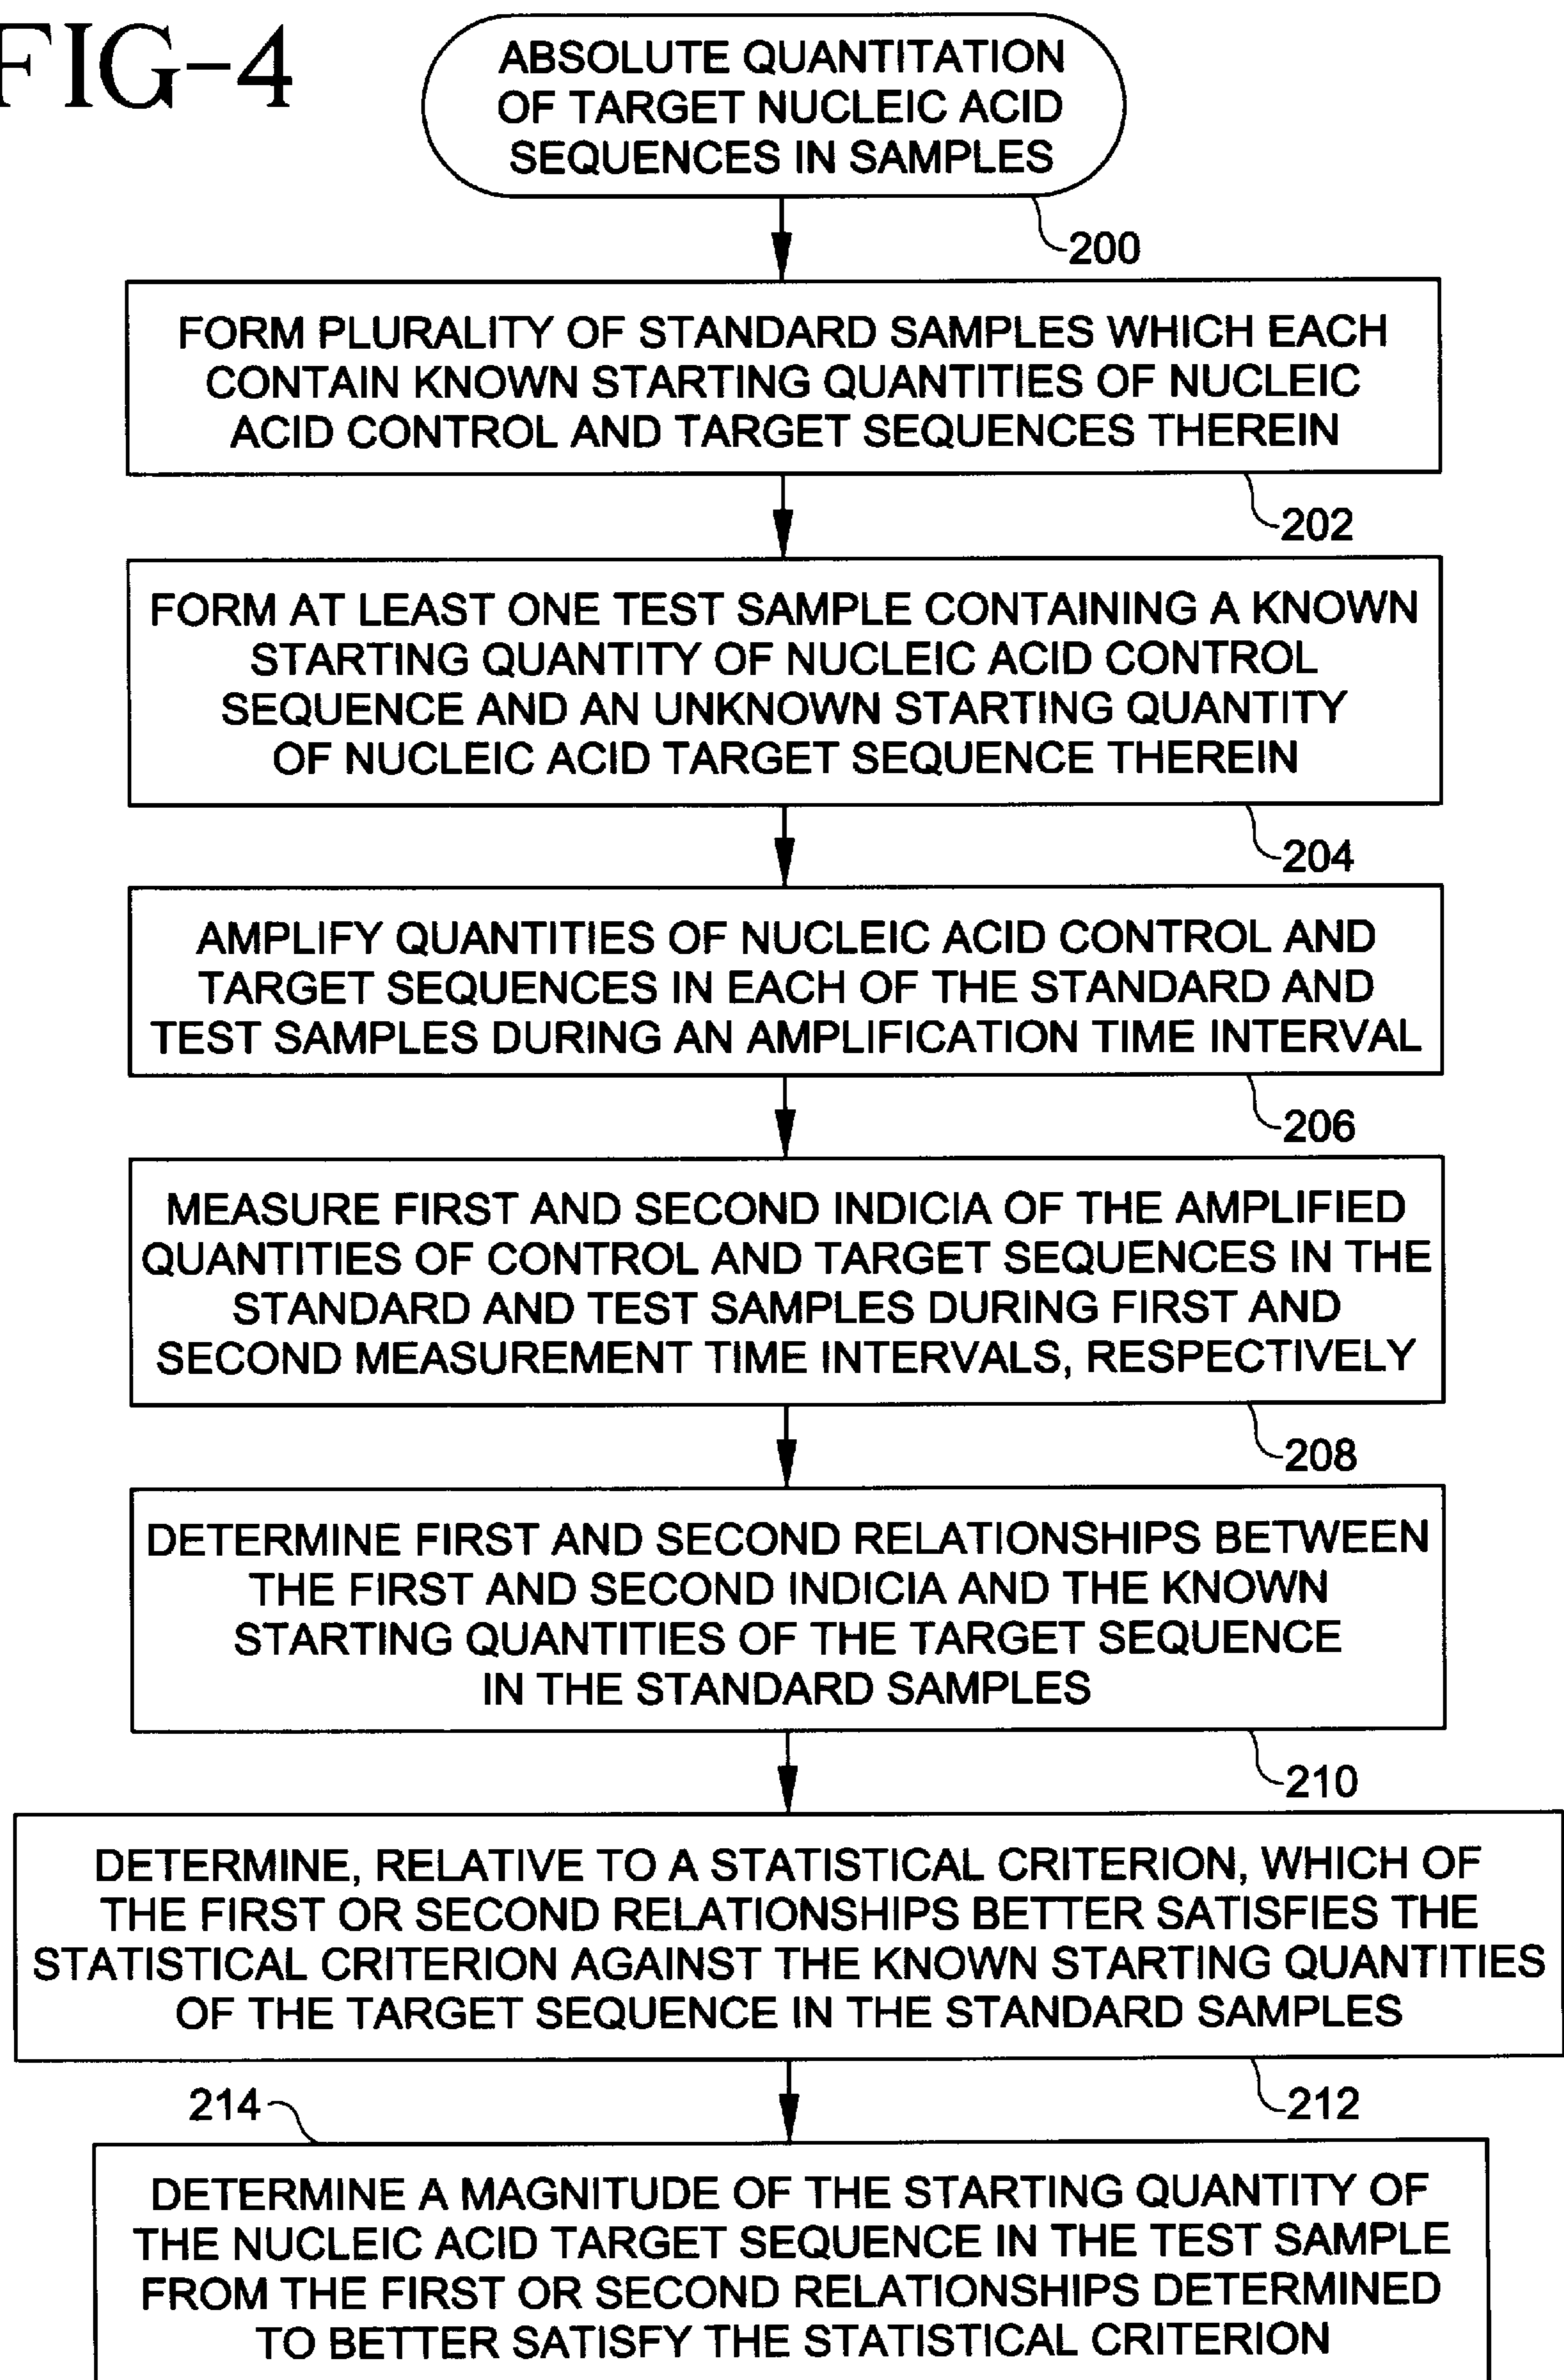 FIG-4
ABSOLUTE QUANTITATION
OF TARGET NUCLEIC ACID
SEQUENCES IN SAMPLES
200
FORM PLURALITY OF STANDARD SAMPLES WHICH EACH
CONTAIN KNOWN STARTING QUANTITIES OF NUCLEIC
ACID CONTROL AND TARGET SEQUENCES THEREIN
202
FORM AT LEAST ONE TEST SAMPLE CONTAINING A KNOWN
STARTING QUANTITY OF NUCLEIC ACID CONTROL
SEQUENCE AND AN UNKNOWN STARTING QUANTITY
OF NUCLEIC ACID TARGET SEQUENCE THEREIN
204
AMPLIFY QUANTITIES OF NUCLEIC ACID CONTROL AND
TARGET SEQUENCES IN EACH OF THE STANDARD AND
TEST SAMPLES DURING AN AMPLIFICATION TIME INTERVAL
206
MEASURE FIRST AND SECOND INDICIA OF THE AMPLIFIED
QUANTITIES OF CONTROL AND TARGET SEQUENCES IN THE
STANDARD AND TEST SAMPLES DURING FIRST AND
SECOND MEASUREMENT TIME INTERVALS, RESPECTIVELY
208
DETERMINE FIRST AND SECOND RELATIONSHIPS BETWEEN
THE FIRST AND SECOND INDICIA AND THE KNOWN
STARTING QUANTITIES OF THE TARGET SEQUENCE
IN THE STANDARD SAMPLES
210
DETERMINE, RELATIVE TO A STATISTICAL CRITERION, WHICH OF
THE FIRST OR SECOND RELATIONSHIPS BETTER SATISFIES THE
STATISTICAL CRITERION AGAINST THE KNOWN STARTING QUANTITIES
OF THE TARGET SEQUENCE IN THE STANDARD SAMPLES
212
214
DETERMINE A MAGNITUDE OF THE STARTING QUANTITY OF
THE NUCLEIC ACID TARGET SEQUENCE IN THE TEST SAMPLE
FROM THE FIRST OR SECOND RELATIONSHIPS DETERMINED
TO BETTER SATISFY THE STATISTICAL CRITERION